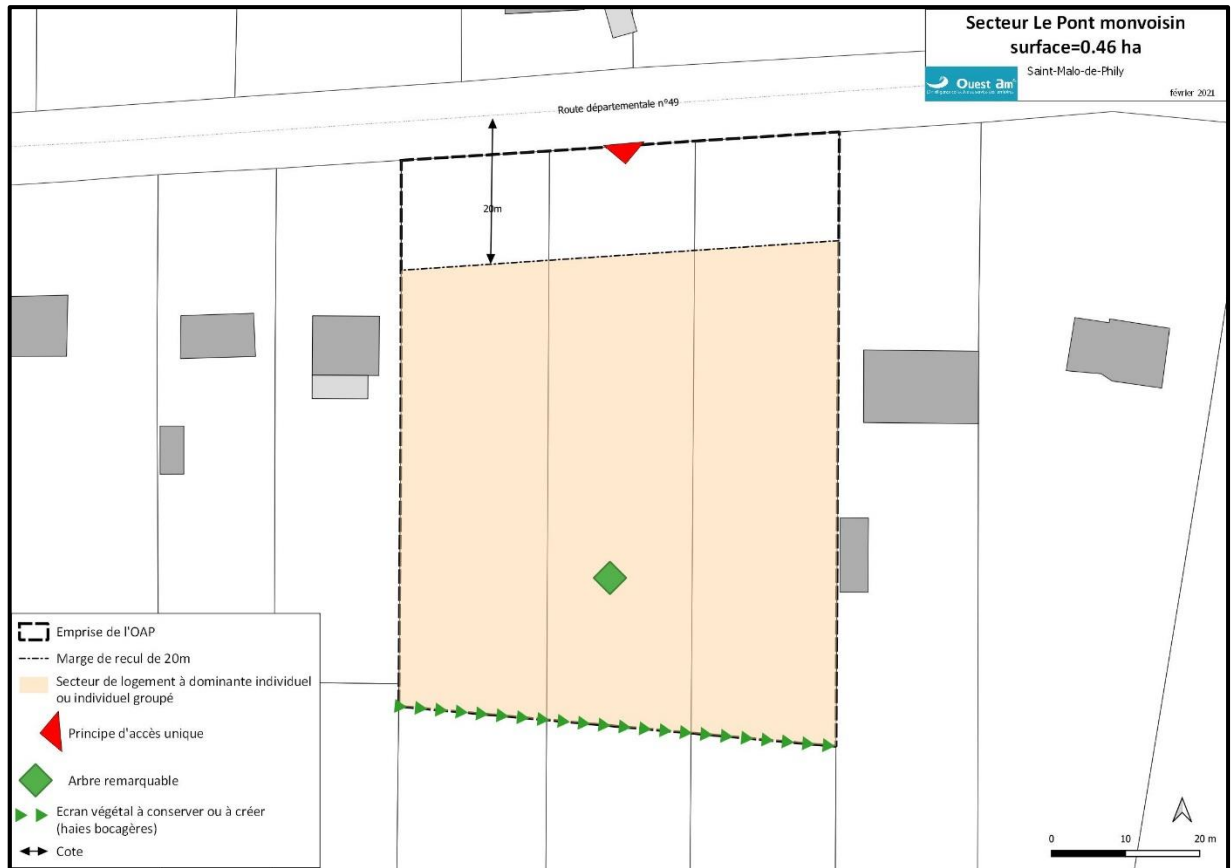 Secteur Le Pont monvoisin
surface=0.46 ha
Saint-Malo-de-Phily
Ouest am'
février 2021
Route départementale n°49
20m
Emprise de l'OAP
Marge de recul de 20m
Secteur de logement à dominante individuel
ou individuel groupé
Principe d'accès unique
Arbre remarquable
Ecran végétal à conserver ou à créer
(haies bocagères)
Cote
0 10 20 m